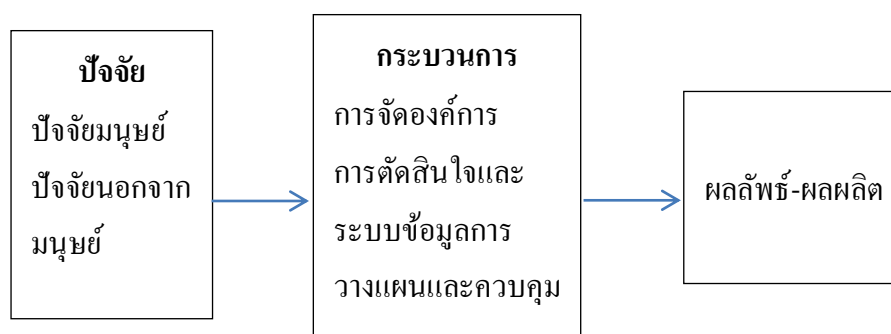 ปัจจัย
ปัจจัยมนุษย์
ปัจจัยนอกจาก
มนุษย์
กระบวนการ
การจัดองค์การ
การตัดสินใจและ
ระบบข้อมูลการ
วางแผนและควบคุม
ผลลัพธ์-ผลผลิต